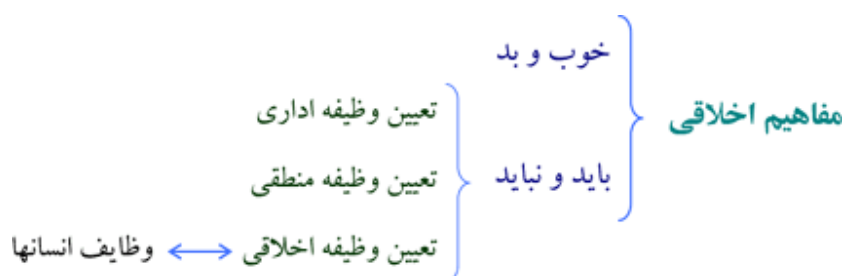 مفاهیم اخلاقی
خوب و بد
باید و نباید
تعیین وظیفه اداری
تعیین وظیفه منطقی
تعیین وظیفه اخلاقی
وظایف انسانها